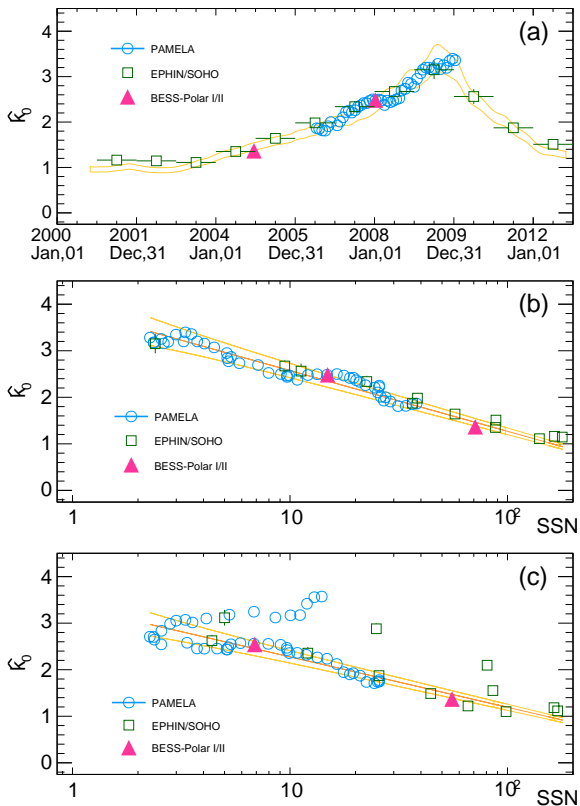 (a)
PAMELA
EPHIN/SOHO
BESS-Polar I/II
κ̂₀
4
3
2
1
0
2000 2001 2004 2005 2008 2009 2012
Jan,01 Dec,31 Jan,01 Dec,31 Jan,01 Dec,31 Jan,01
(b)
κ̂₀
4
3
2
1
0
PAMELA
EPHIN/SOHO
BESS-Polar I/II
1 10 10² SSN
(c)
κ̂₀
4
3
2
1
0
PAMELA
EPHIN/SOHO
BESS-Polar I/II
1 10 10² SSN